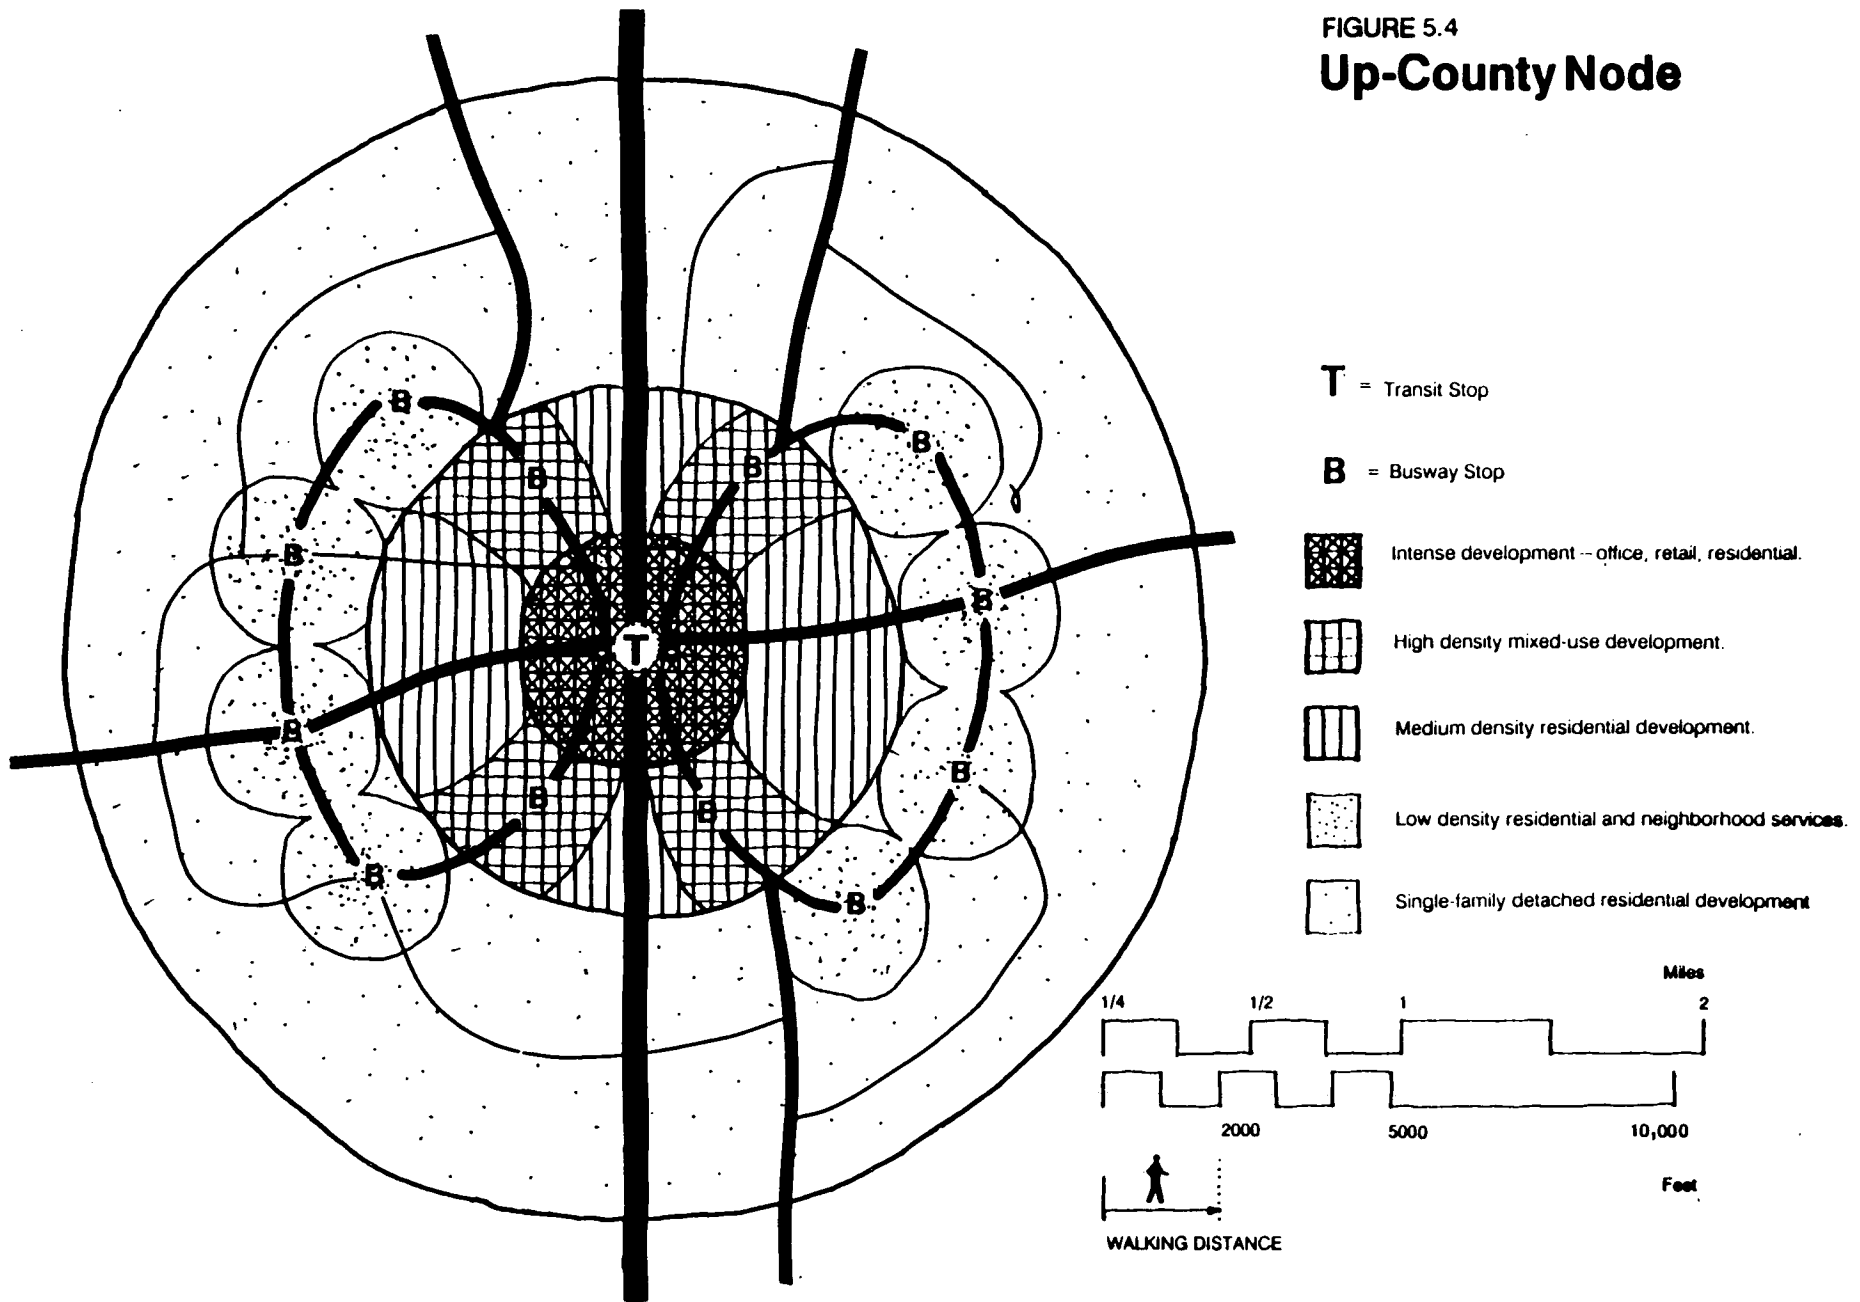 FIGURE 5.4
Up-County Node
T = Transit Stop
B = Busway Stop
Intense development -- office, retail, residential.
High density mixed-use development.
Medium density residential development.
Low density residential and neighborhood services.
Single-family detached residential development
Miles
1/4 1/2 1 2
2000 5000 10,000
Feet
WALKING DISTANCE
B
B
B
B
B
B
B
T
B
B
B
B
B
B